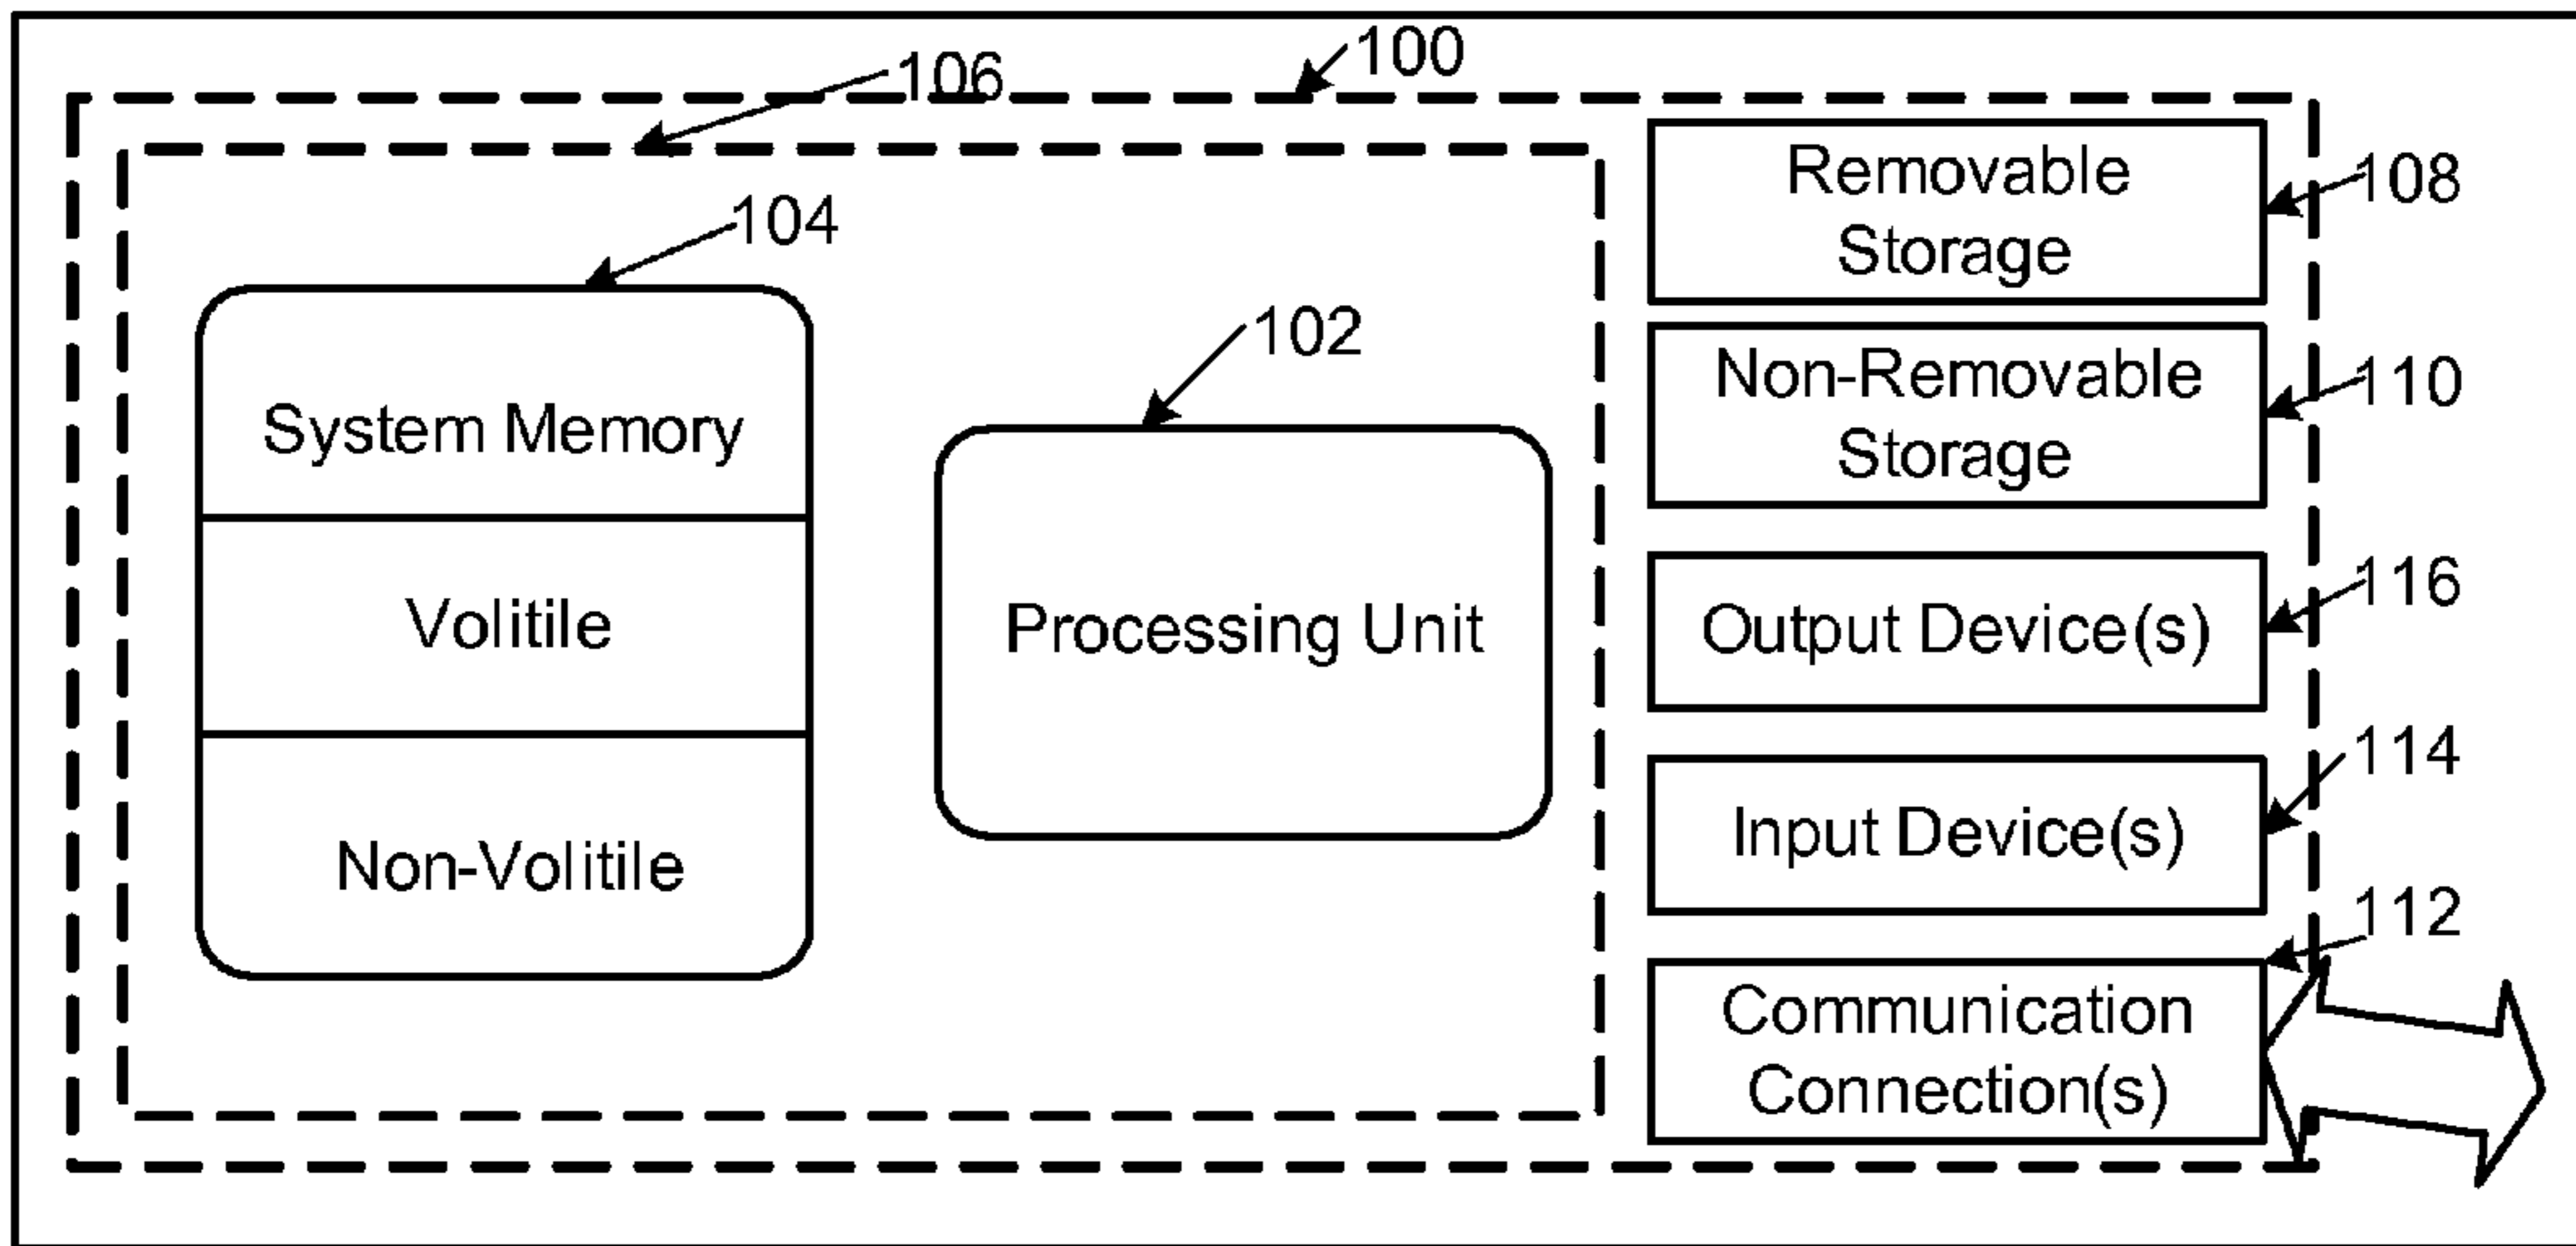 100
106
104
102
System Memory
Volitile
Non-Volitile
Processing Unit
Removable
Storage
108
Non-Removable
Storage
110
Output Device(s)
116
Input Device(s)
114
112
Communication
Connection(s)